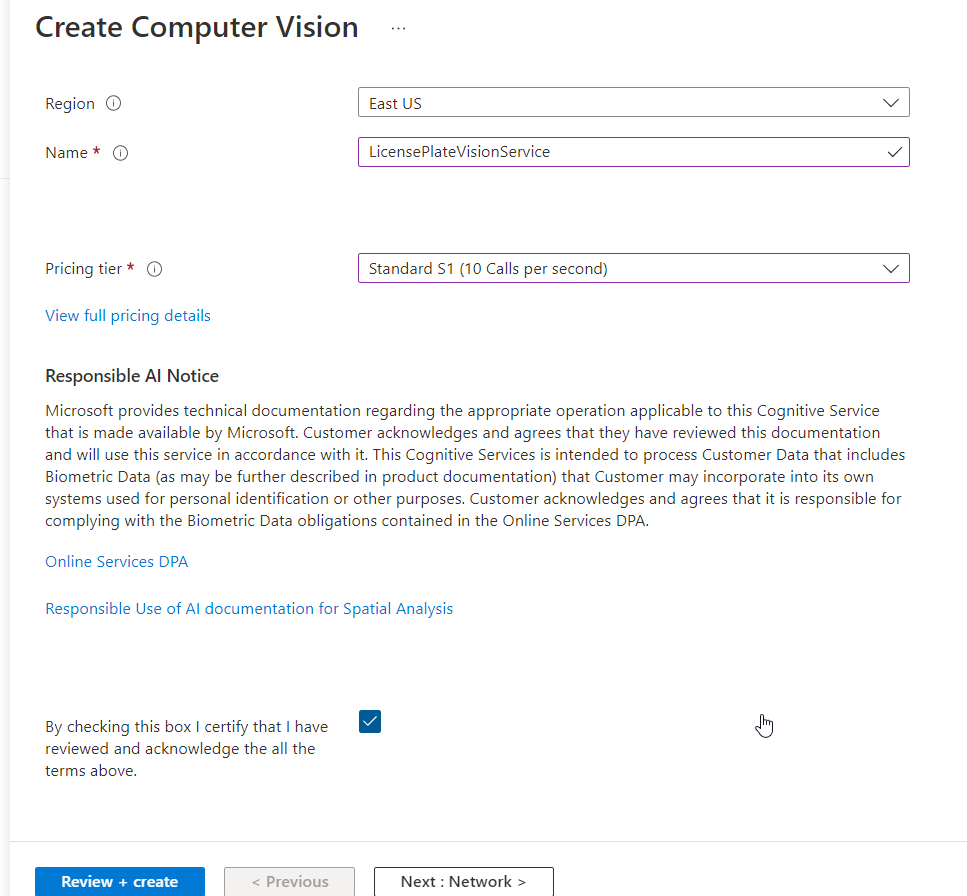 Create Computer Vision ...
Region
East US
Name *
LicensePlateVisionService
Pricing tier *
Standard S1 (10 Calls per second)
View full pricing details
Responsible AI Notice
Microsoft provides technical documentation regarding the appropriate operation applicable to this Cognitive Service
that is made available by Microsoft. Customer acknowledges and agrees that they have reviewed this documentation
and will use this service in accordance with it. This Cognitive Services is intended to process Customer Data that includes
Biometric Data (as may be further described in product documentation) that Customer may incorporate into its own
systems used for personal identification or other purposes. Customer acknowledges and agrees that it is responsible for
complying with the Biometric Data obligations contained in the Online Services DPA.
Online Services DPA
Responsible Use of AI documentation for Spatial Analysis
By checking this box I certify that I have
reviewed and acknowledge the all the
terms above.
Review + create
< Previous
Next : Network >